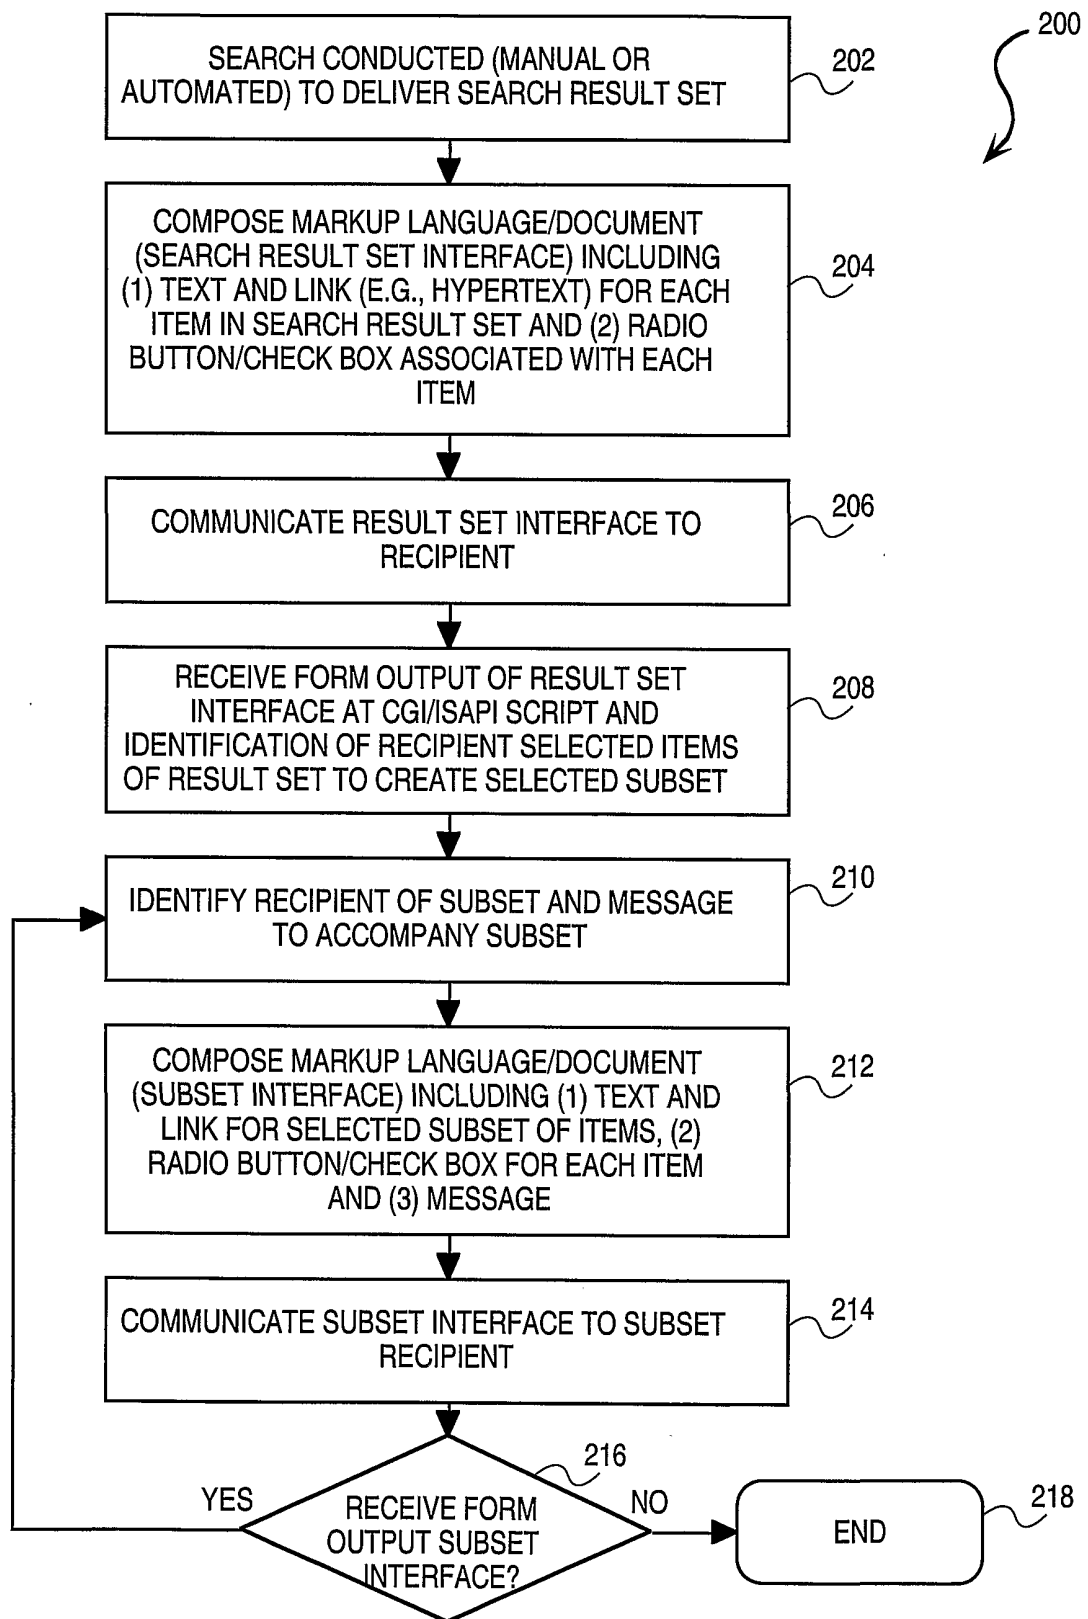 200
SEARCH CONDUCTED (MANUAL OR
AUTOMATED) TO DELIVER SEARCH RESULT SET
202
COMPOSE MARKUP LANGUAGE/DOCUMENT
(SEARCH RESULT SET INTERFACE) INCLUDING
(1) TEXT AND LINK (E.G., HYPERTEXT) FOR EACH
ITEM IN SEARCH RESULT SET AND (2) RADIO
BUTTON/CHECK BOX ASSOCIATED WITH EACH
ITEM
204
COMMUNICATE RESULT SET INTERFACE TO
RECIPIENT
206
RECEIVE FORM OUTPUT OF RESULT SET
INTERFACE AT CGI/ISAPI SCRIPT AND
IDENTIFICATION OF RECIPIENT SELECTED ITEMS
OF RESULT SET TO CREATE SELECTED SUBSET
208
IDENTIFY RECIPIENT OF SUBSET AND MESSAGE
TO ACCOMPANY SUBSET
210
COMPOSE MARKUP LANGUAGE/DOCUMENT
(SUBSET INTERFACE) INCLUDING (1) TEXT AND
LINK FOR SELECTED SUBSET OF ITEMS, (2)
RADIO BUTTON/CHECK BOX FOR EACH ITEM
AND (3) MESSAGE
212
COMMUNICATE SUBSET INTERFACE TO SUBSET
RECIPIENT
214
216
YES
RECEIVE FORM
OUTPUT SUBSET
INTERFACE?
NO
END
218